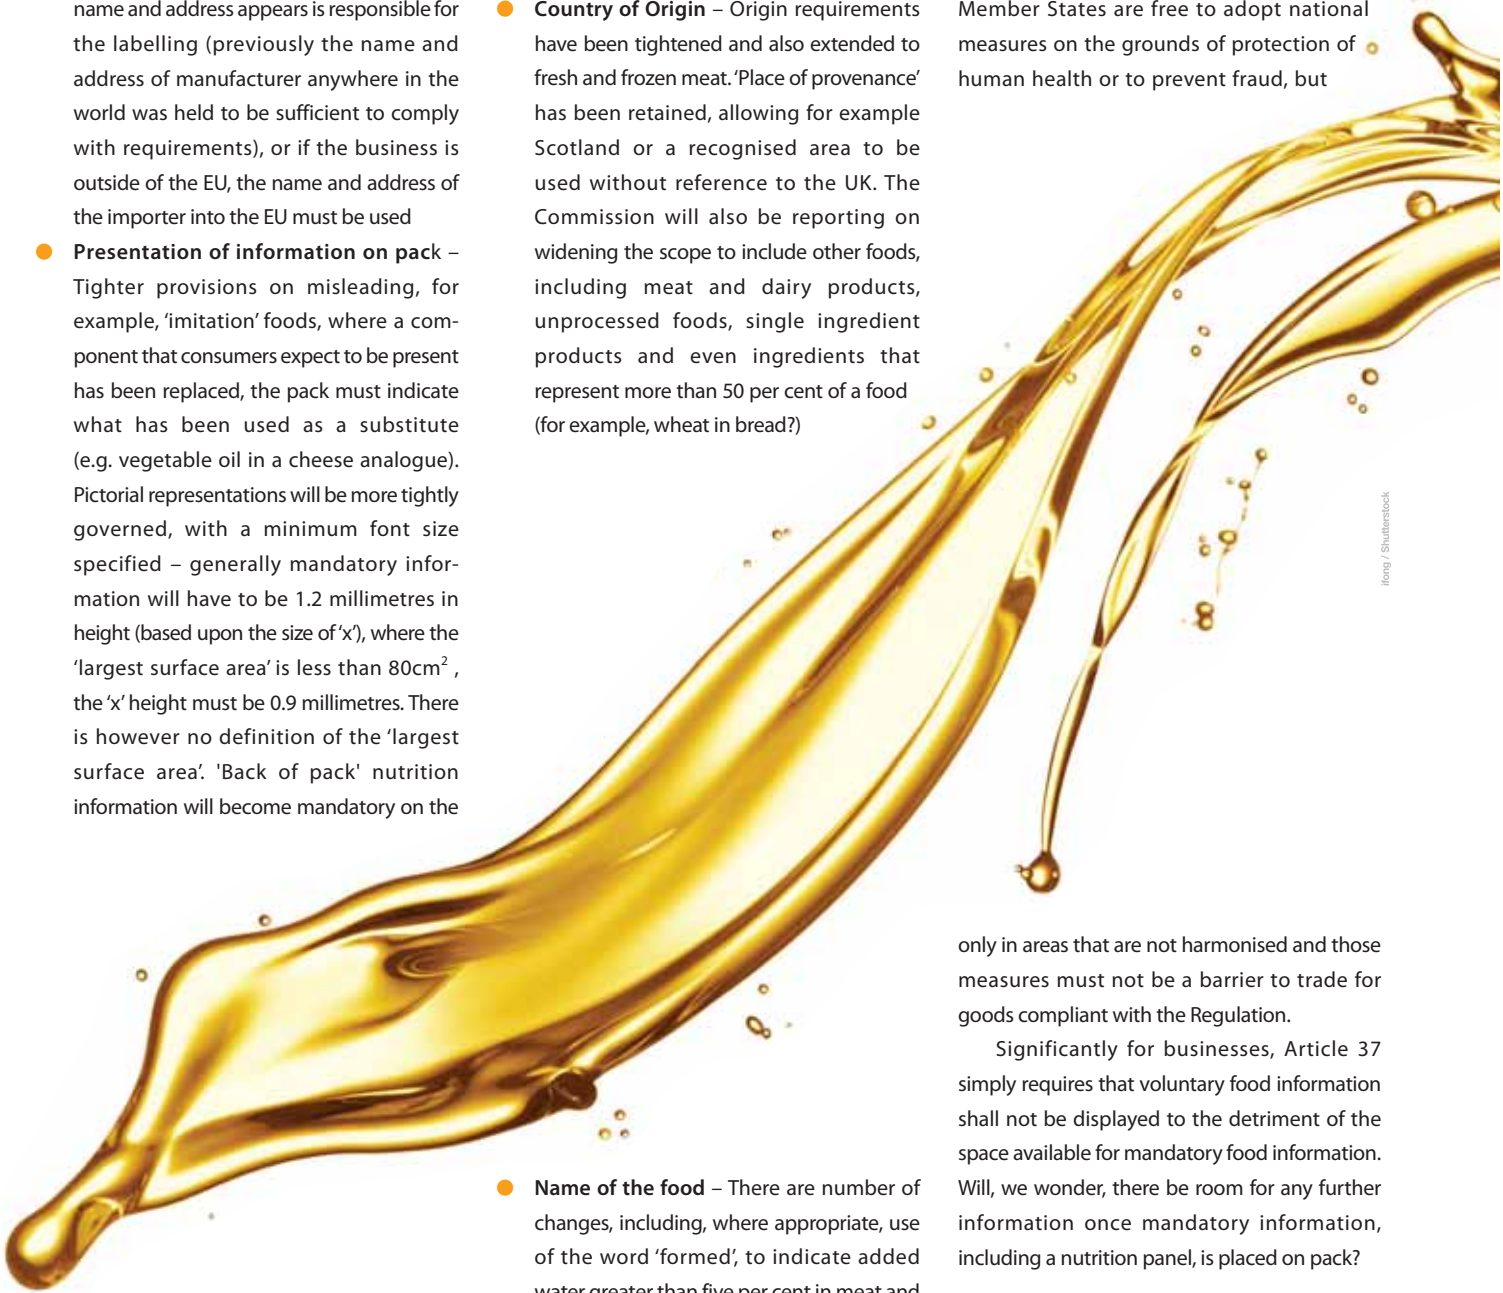 name and address appears is responsible for
the labelling (previously the name and
address of manufacturer anywhere in the
world was held to be sufficient to comply
with requirements), or if the business is
outside of the EU, the name and address of
the importer into the EU must be used
Presentation of information on pack –
Tighter provisions on misleading, for
example, ‘imitation’ foods, where a com-
ponent that consumers expect to be present
has been replaced, the pack must indicate
what has been used as a substitute
(e.g. vegetable oil in a cheese analogue).
Pictorial representations will be more tightly
governed, with a minimum font size
specified – generally mandatory infor-
mation will have to be 1.2 millimetres in
height (based upon the size of ‘x’), where the
‘largest surface area’ is less than 80cm² ,
the ‘x’ height must be 0.9 millimetres. There
is however no definition of the ‘largest
surface area’. 'Back of pack' nutrition
information will become mandatory on the
Country of Origin – Origin requirements
have been tightened and also extended to
fresh and frozen meat. ‘Place of provenance’
has been retained, allowing for example
Scotland or a recognised area to be
used without reference to the UK. The
Commission will also be reporting on
widening the scope to include other foods,
including meat and dairy products,
unprocessed foods, single ingredient
products and even ingredients that
represent more than 50 per cent of a food
(for example, wheat in bread?)
Name of the food – There are number of
changes, including, where appropriate, use
of the word ‘formed’, to indicate added
water greater than five per cent in meat and
Member States are free to adopt national
measures on the grounds of protection of
human health or to prevent fraud, but
only in areas that are not harmonised and those
measures must not be a barrier to trade for
goods compliant with the Regulation.
Significantly for businesses, Article 37
simply requires that voluntary food information
shall not be displayed to the detriment of the
space available for mandatory food information.
Will, we wonder, there be room for any further
information once mandatory information,
including a nutrition panel, is placed on pack?
ifong / Shutterstock